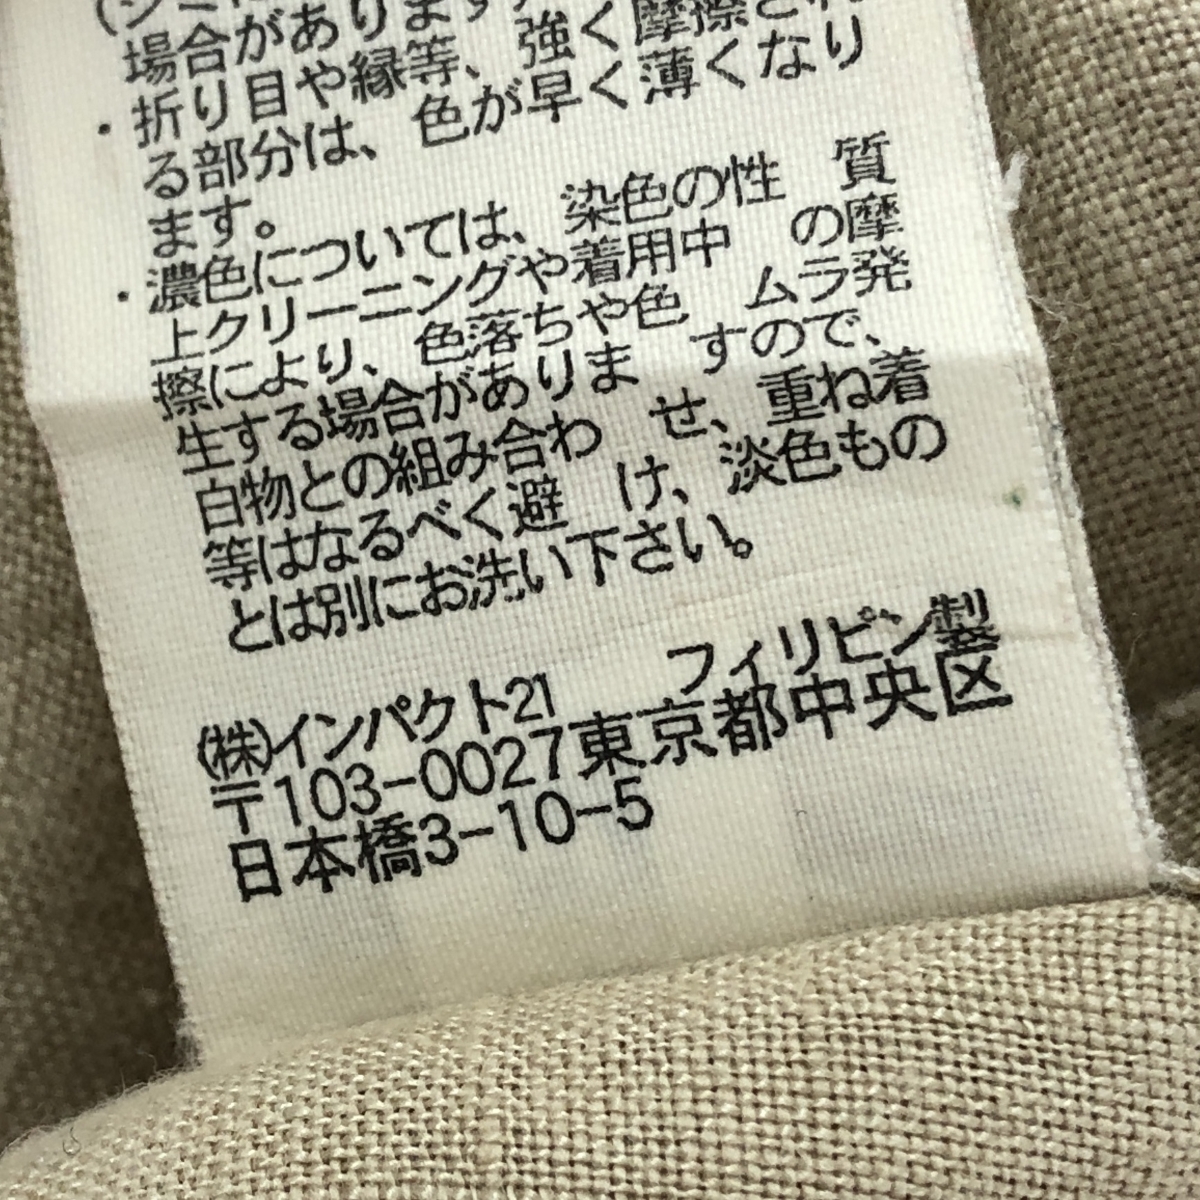 場合があります
・折り目や縁等、強く摩擦され
る部分は、色が早く薄くなり
ます。
・濃色については、染色の性　質
上クリーニングや着用中　の摩
擦により、色落ちや色　ムラ発
生する場合がありま　すので、
白物との組み合わ　せ、重ね着
等はなるべく避　け、淡色もの
とは別にお洗い下さい。
㈱インパクト21　フィリピン製
〒103-0027東京都中央区
日本橋3-10-5